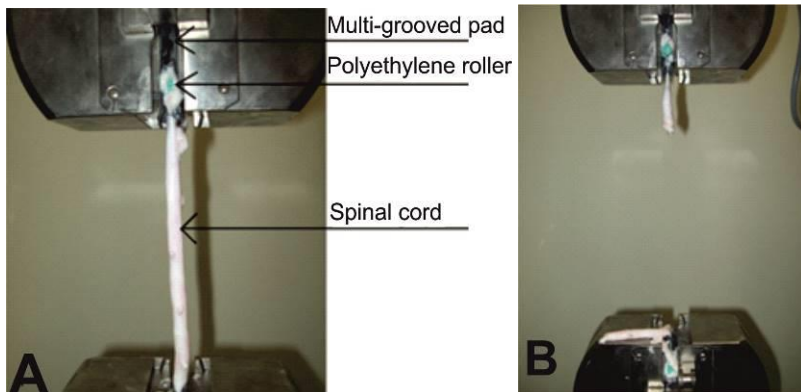 Multi-grooved pad
Polyethylene roller
Spinal cord
A
B